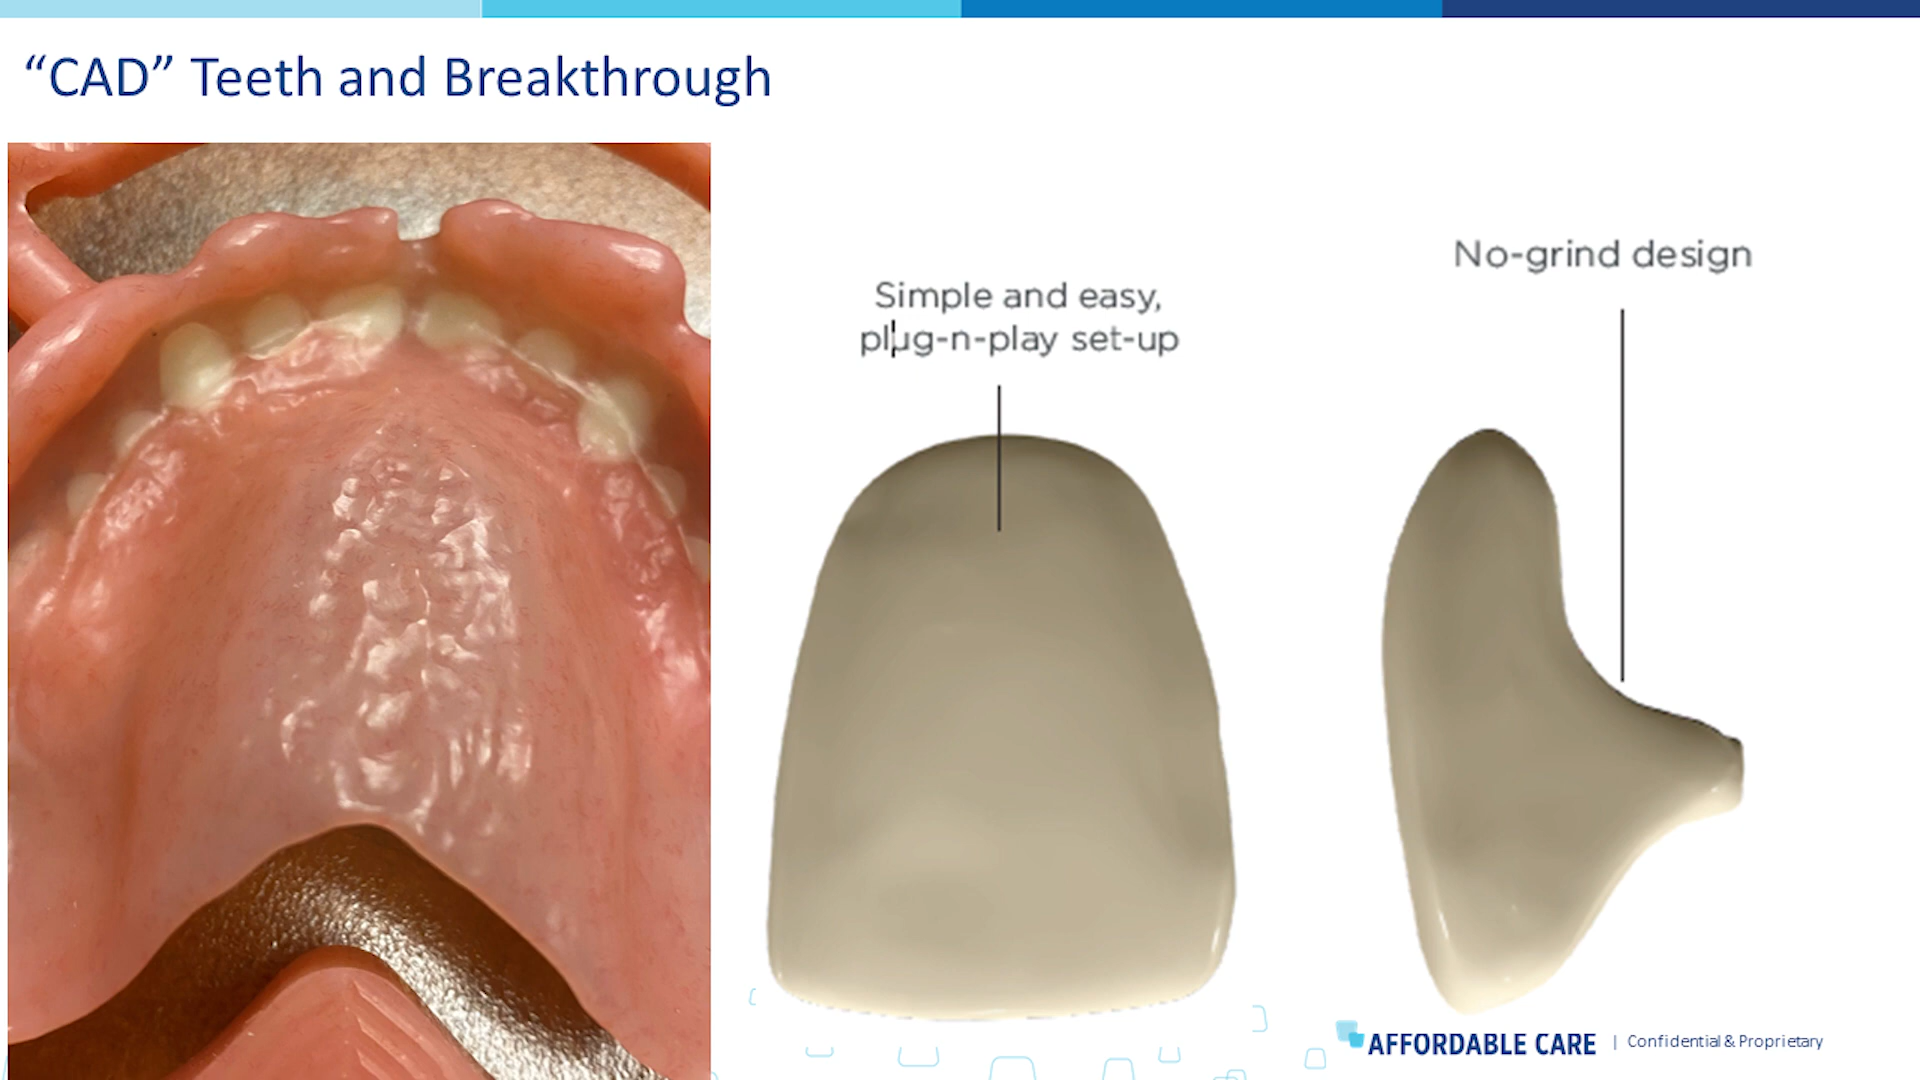 “CAD” Teeth and Breakthrough
Simple and easy,
plug-n-play set-up
No-grind design
AFFORDABLE CARE | Confidential & Proprietary